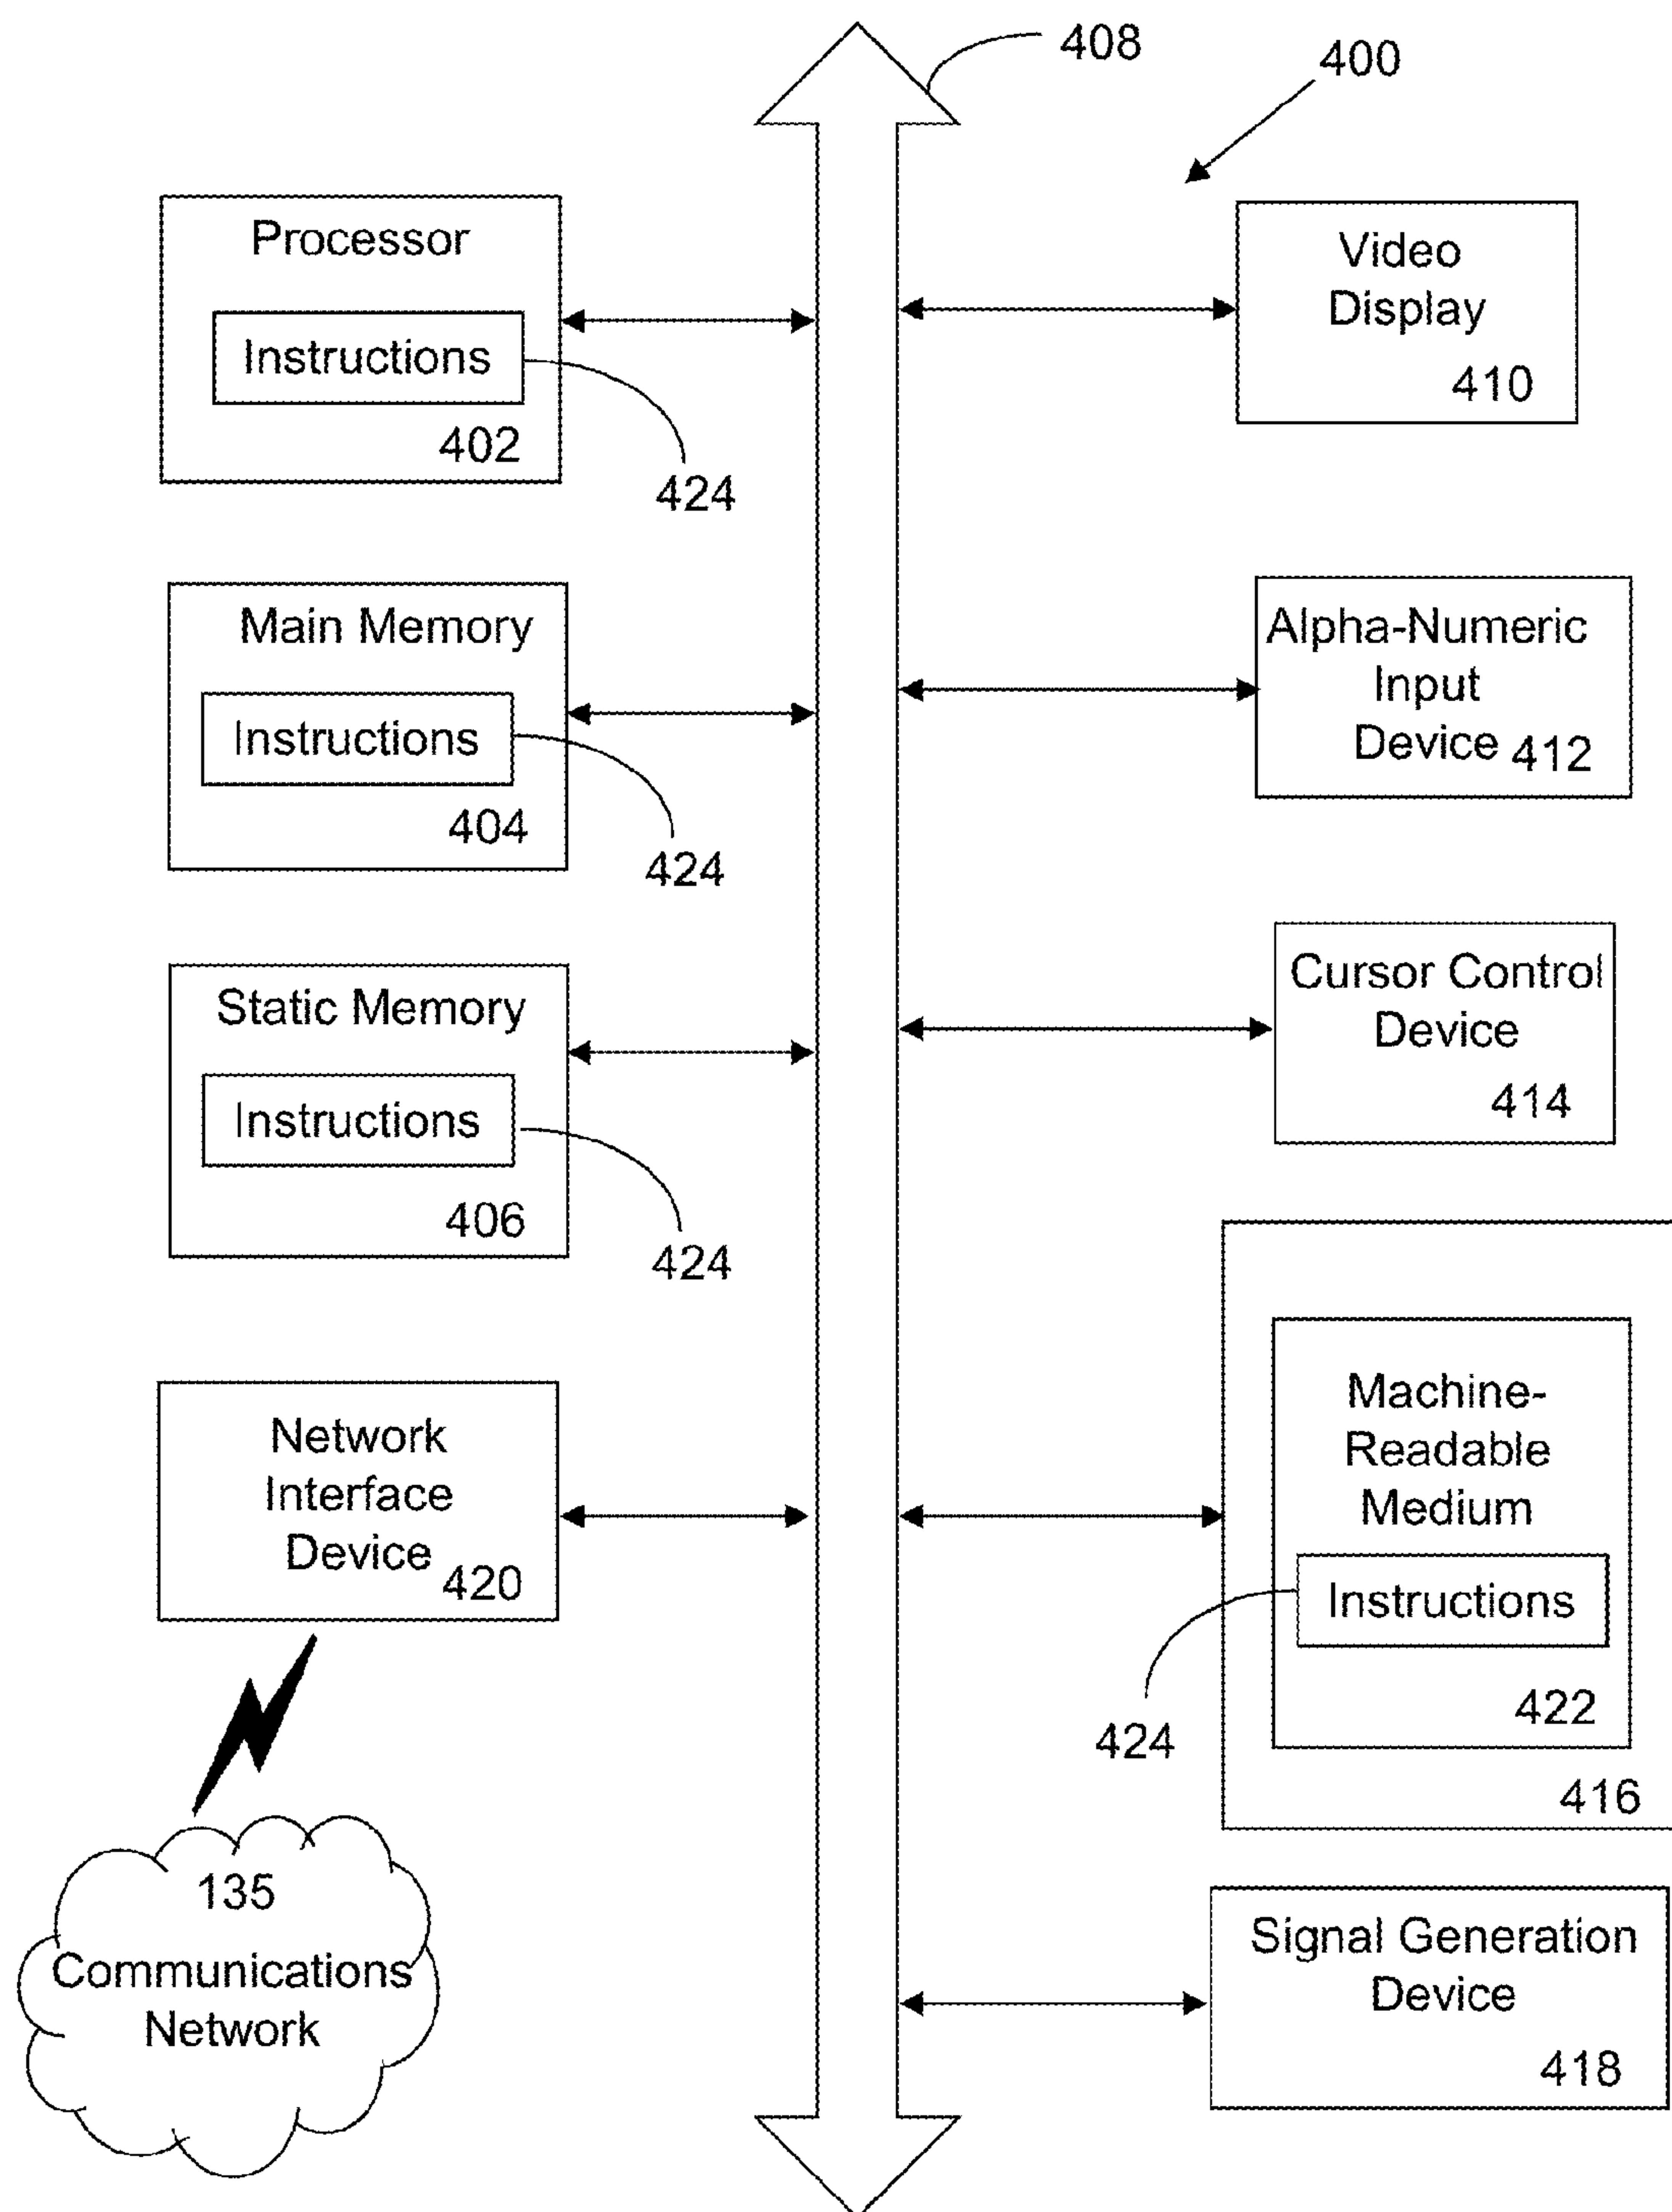 408
400
Processor
Instructions
402
424
Video
Display
410
Main Memory
Instructions
404
424
Alpha-Numeric
Input
Device 412
Static Memory
Instructions
406
424
Cursor Control
Device
414
Network
Interface
Device
420
Machine-
Readable
Medium
Instructions
422
424
416
135
Communications
Network
Signal Generation
Device
418